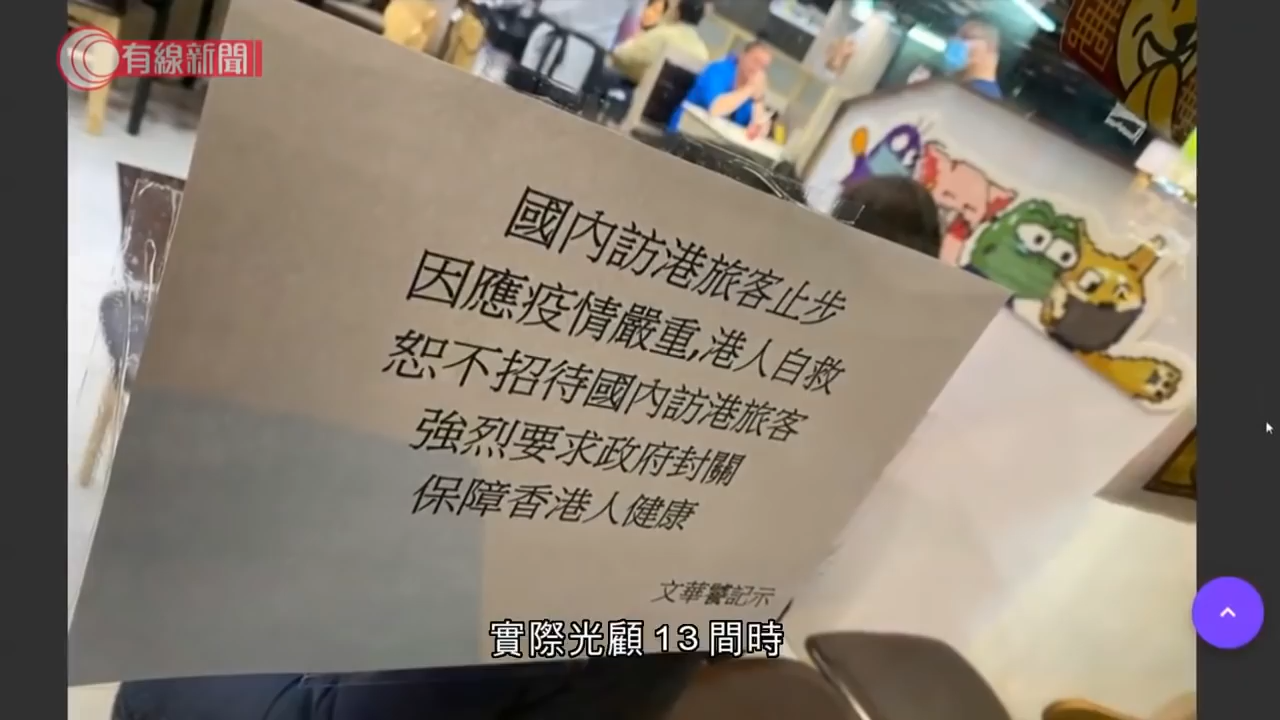 有線新聞
國內訪港旅客止步
因應疫情嚴重,港人自救
恕不招待國內訪港旅客
強烈要求政府封關
保障香港人健康
文華饕記示
實際光顧13間時